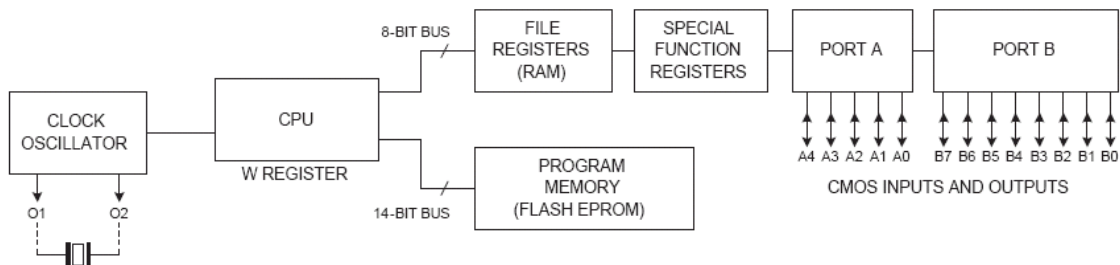 8-BIT BUS
FILE
REGISTERS
(RAM)
SPECIAL
FUNCTION
REGISTERS
PORT A
PORT B
CLOCK
OSCILLATOR
CPU
W REGISTER
A4 A3 A2 A1 A0
B7 B6 B5 B4 B3 B2 B1 B0
CMOS INPUTS AND OUTPUTS
PROGRAM
MEMORY
(FLASH EPROM)
14-BIT BUS
O1 O2